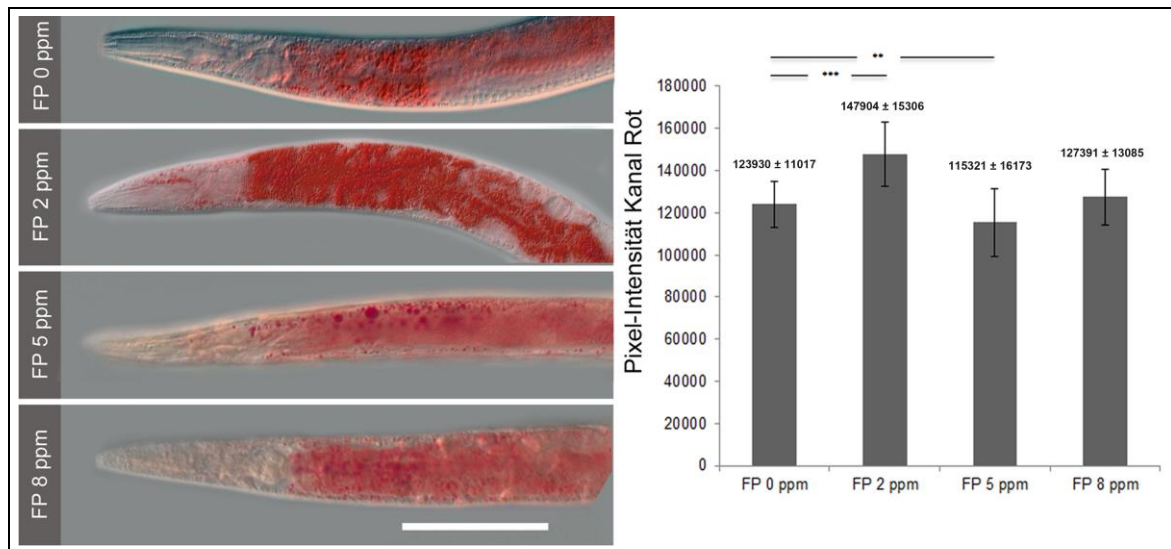 FP 0 ppm
FP 2 ppm
FP 5 ppm
FP 8 ppm
Pixel-Intensität Kanal Rot
**
***
180000
160000
140000
120000
100000
80000
60000
40000
20000
0
123930 ± 11017
147904 ± 15306
115321 ± 16173
127391 ± 13085
FP 0 ppm FP 2 ppm FP 5 ppm FP 8 ppm